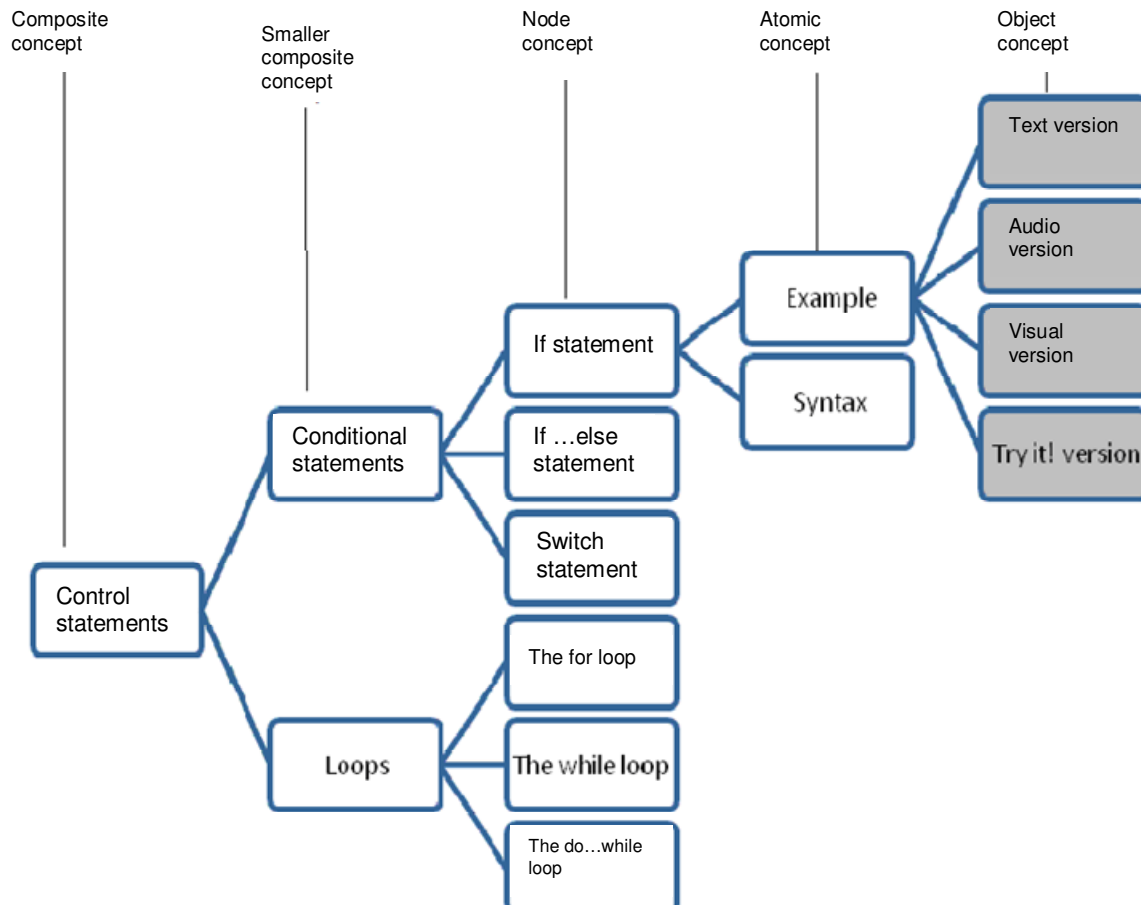 Composite
concept
Smaller
composite
concept
Node
concept
Atomic
concept
Object
concept
Text version
Audio
version
Visual
version
Try it! version
Example
Syntax
If statement
If …else
statement
Switch
statement
Conditional
statements
Control
statements
The for loop
Loops
The while loop
The do…while
loop